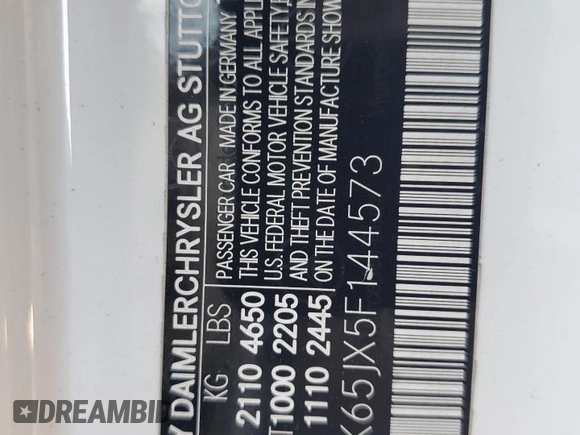 Y DAIMLERCHRYSLER AG STUTTG
KG LBS
2110 4650
1000 2205
1110 2445
PASSENGER CAR MADE IN GERMANY
THIS VEHICLE CONFORMS TO ALL APPL
U.S. FEDERAL MOTOR VEHICLE SAFETY,
AND THEFT PREVENTION STANDARDS IN
ON THE DATE OF MANUFACTURE SHOW
K65JX5F144573
DREAMBID